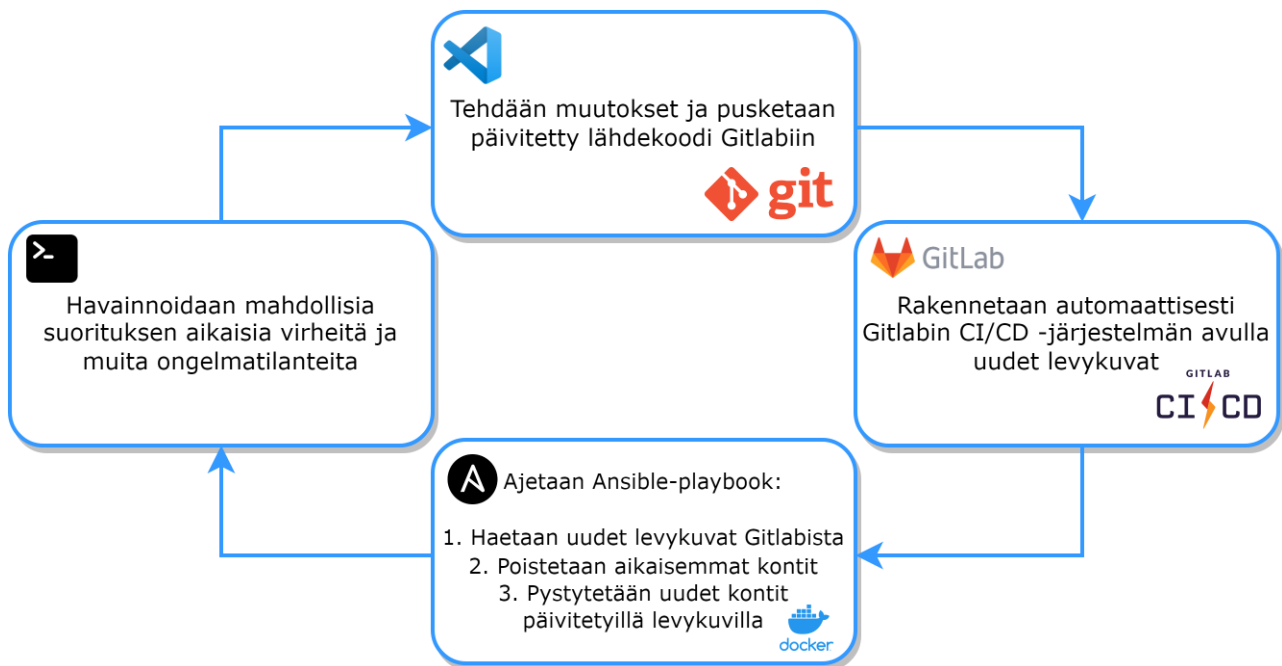 Tehdään muutokset ja pusketaan
päivitetty lähdekoodi Gitlabiin
git
GitLab
Rakennetaan automaattisesti
Gitlabin CI/CD -järjestelmän avulla
uudet levykuvat
GITLAB
CI CD
Ajetaan Ansible-playbook:
1. Haetaan uudet levykuvat Gitlabista
2. Poistetaan aikaisemmat kontit
3. Pystytetään uudet kontit
päivitetyillä levykuvilla
docker
>_
Havainnoidaan mahdollisia
suorituksen aikaisia virheitä ja
muita ongelmatilanteita